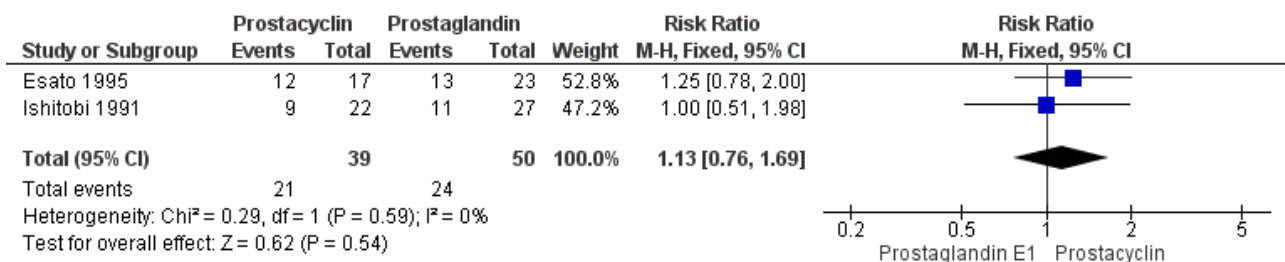 Prostacyclin Prostaglandin Risk Ratio Risk Ratio
Study or Subgroup Events Total Events Total Weight M-H, Fixed, 95% CI M-H, Fixed, 95% CI
Esato 1995 12 17 13 23 52.8% 1.25 [0.78, 2.00]
Ishitobi 1991 9 22 11 27 47.2% 1.00 [0.51, 1.98]
Total (95% CI) 39 50 100.0% 1.13 [0.76, 1.69]
Total events 21 24
Heterogeneity: Chi² = 0.29, df = 1 (P = 0.59); I² = 0%
Test for overall effect: Z = 0.62 (P = 0.54)
0.2 0.5 1 2 5
Prostaglandin E1 Prostacyclin